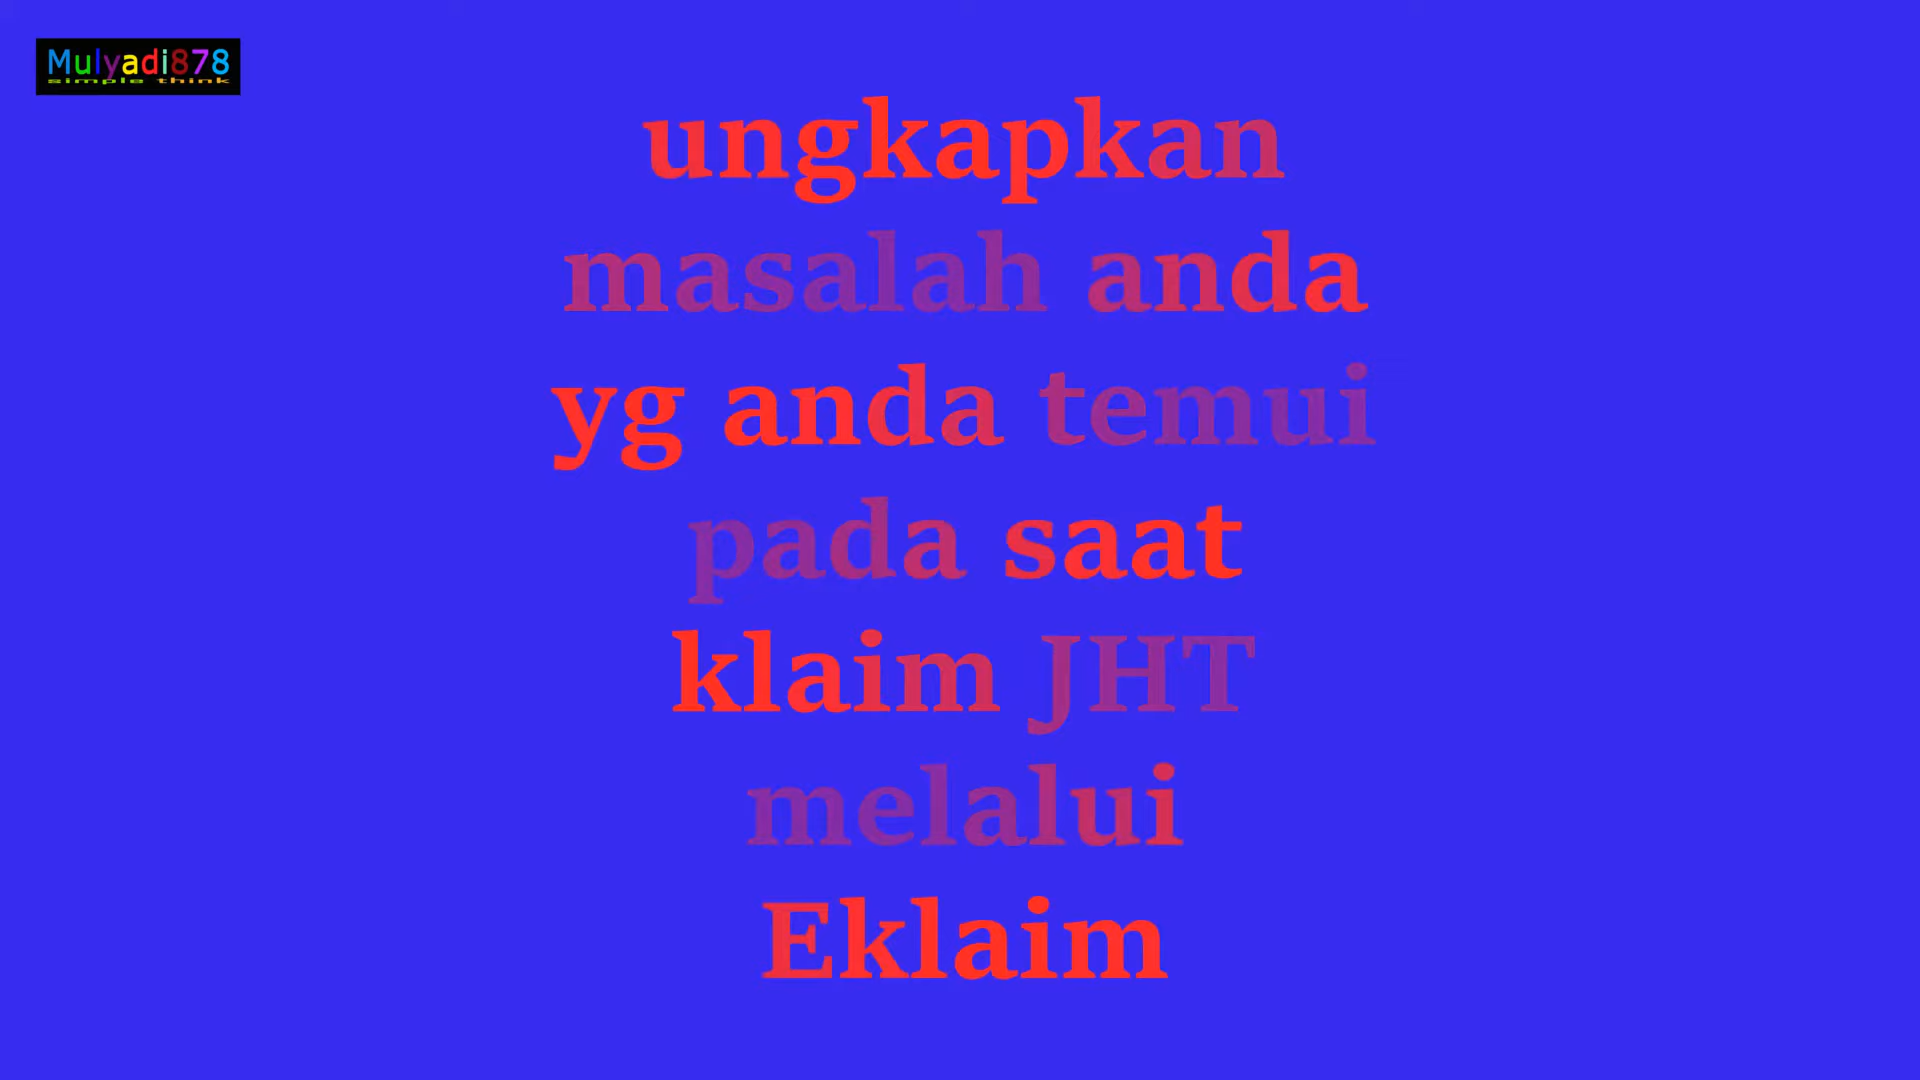 Mulyadi878
simple think
ungkapkan
masalah anda
yg anda temui
pada saat
klaim JHT
melalui
Eklaim